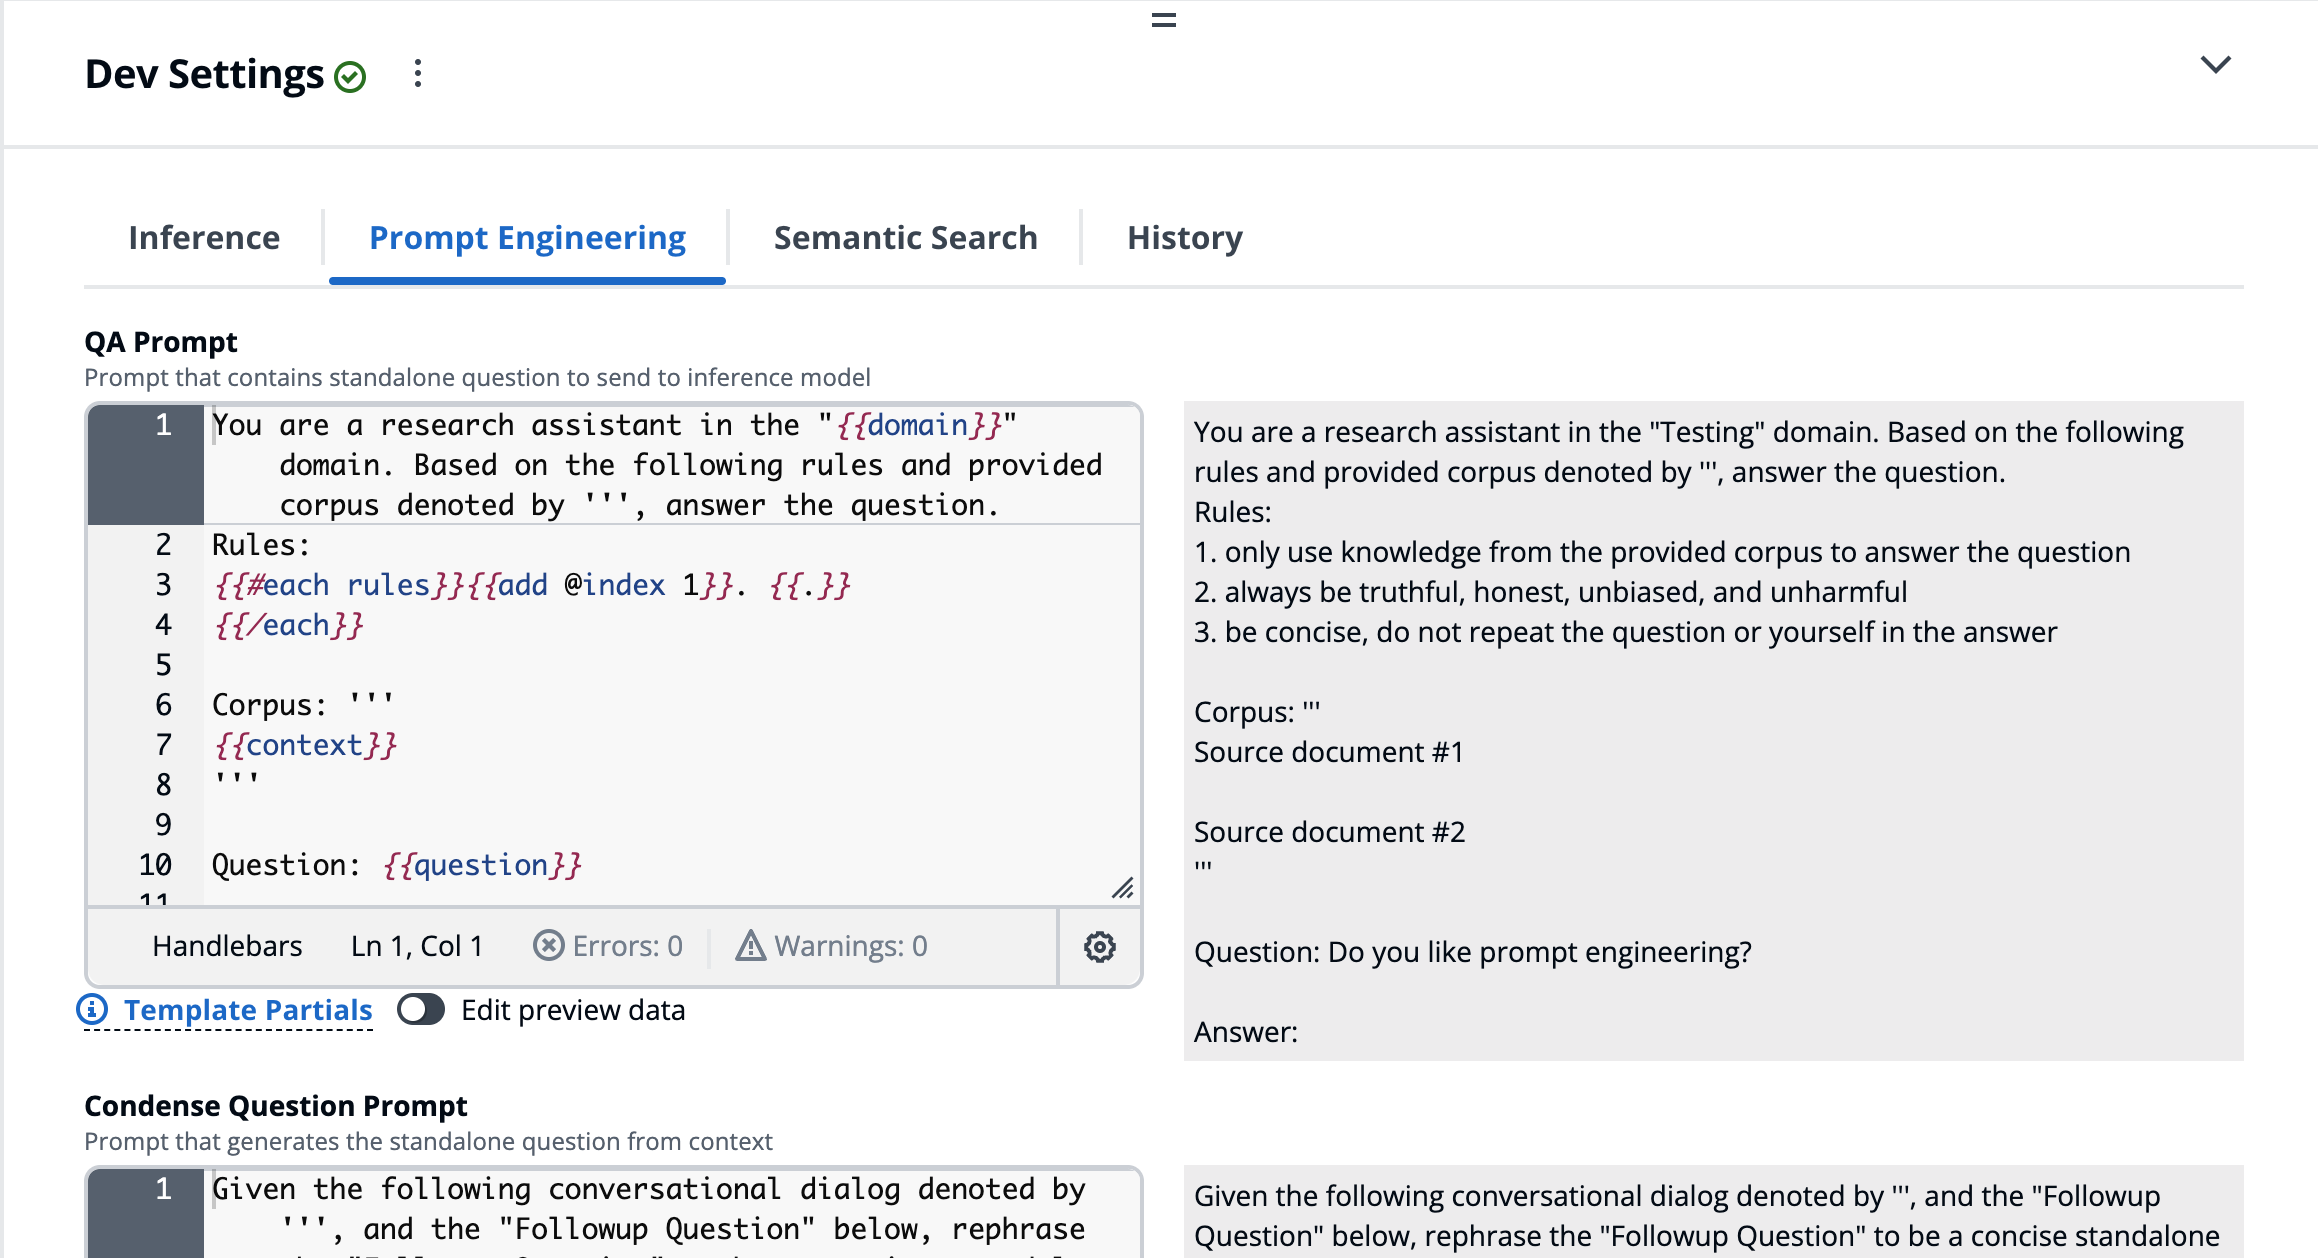 Dev Settings
Inference
Prompt Engineering
Semantic Search
History
QA Prompt
Prompt that contains standalone question to send to inference model
1 You are a research assistant in the "{{domain}}"
domain. Based on the following rules and provided
corpus denoted by ''', answer the question.
2 Rules:
3 {{#each rules}}{{add @index 1}}. {{.}}
4 {{/each}}
5
6 Corpus: '''
7 {{context}}
8 '''
9
10 Question: {{question}}
11
Handlebars
Ln 1, Col 1
Errors: 0
Warnings: 0
Template Partials
Edit preview data
You are a research assistant in the "Testing" domain. Based on the following
rules and provided corpus denoted by ''', answer the question.
Rules:
1. only use knowledge from the provided corpus to answer the question
2. always be truthful, honest, unbiased, and unharmful
3. be concise, do not repeat the question or yourself in the answer
Corpus: '''
Source document #1
Source document #2
'''
Question: Do you like prompt engineering?
Answer:
Condense Question Prompt
Prompt that generates the standalone question from context
1 Given the following conversational dialog denoted by
''', and the "Followup Question" below, rephrase
Given the following conversational dialog denoted by ''', and the "Followup
Question" below, rephrase the "Followup Question" to be a concise standalone